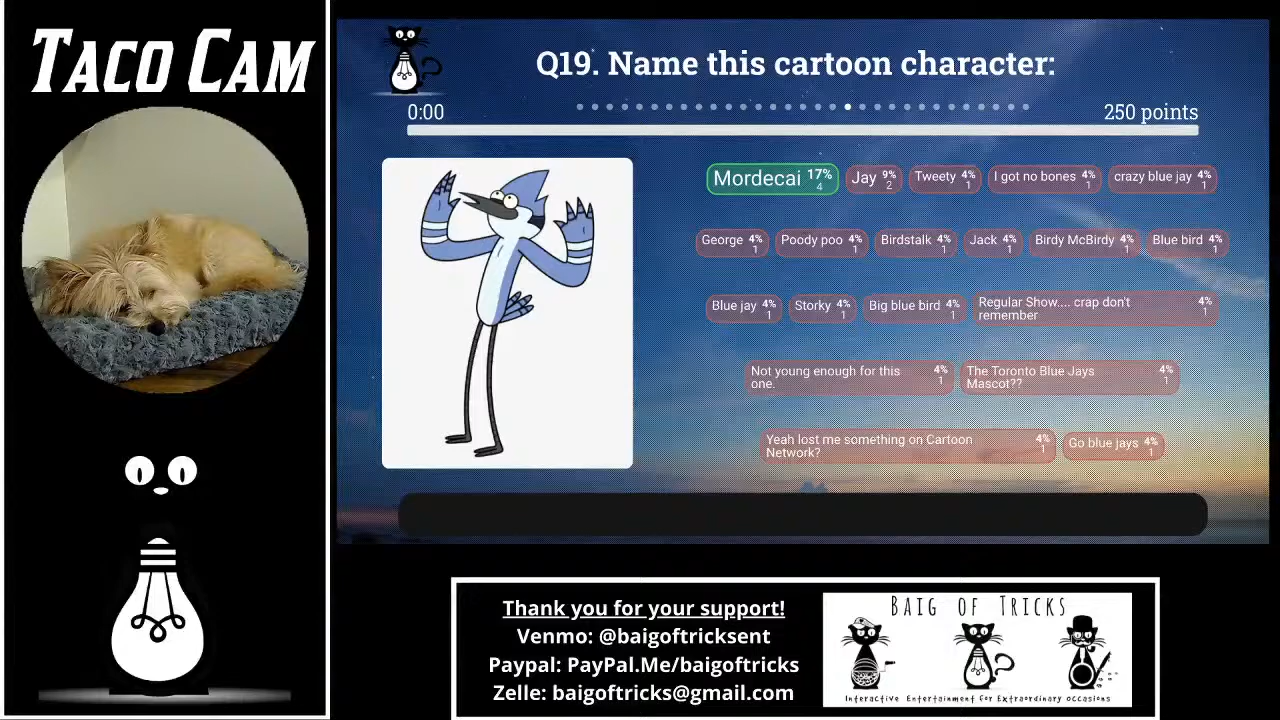 TACO CAM
Q19. Name this cartoon character:
0:00
250 points
Mordecai 17% 4
Jay 9% 2
Tweety 4% 1
I got no bones 4% 1
crazy blue jay 4% 1
George 4% 1
Poody poo 4% 1
Birdstalk 4% 1
Jack 4% 1
Birdy McBirdy 4% 1
Blue bird 4% 1
Blue jay 4% 1
Storky 4% 1
Big blue bird 4% 1
Regular Show.... crap don't
remember
4% 1
Not young enough for this
one.
4% 1
The Toronto Blue Jays
Mascot??
4% 1
Yeah lost me something on Cartoon
Network?
4% 1
Go blue jays 4% 1
Thank you for your support!
Venmo: @baigoftricksent
Paypal: PayPal.Me/baigoftricks
Zelle: baigoftricks@gmail.com
BAIG OF TRICKS
Interactive Entertainment for Extraordinary occasions